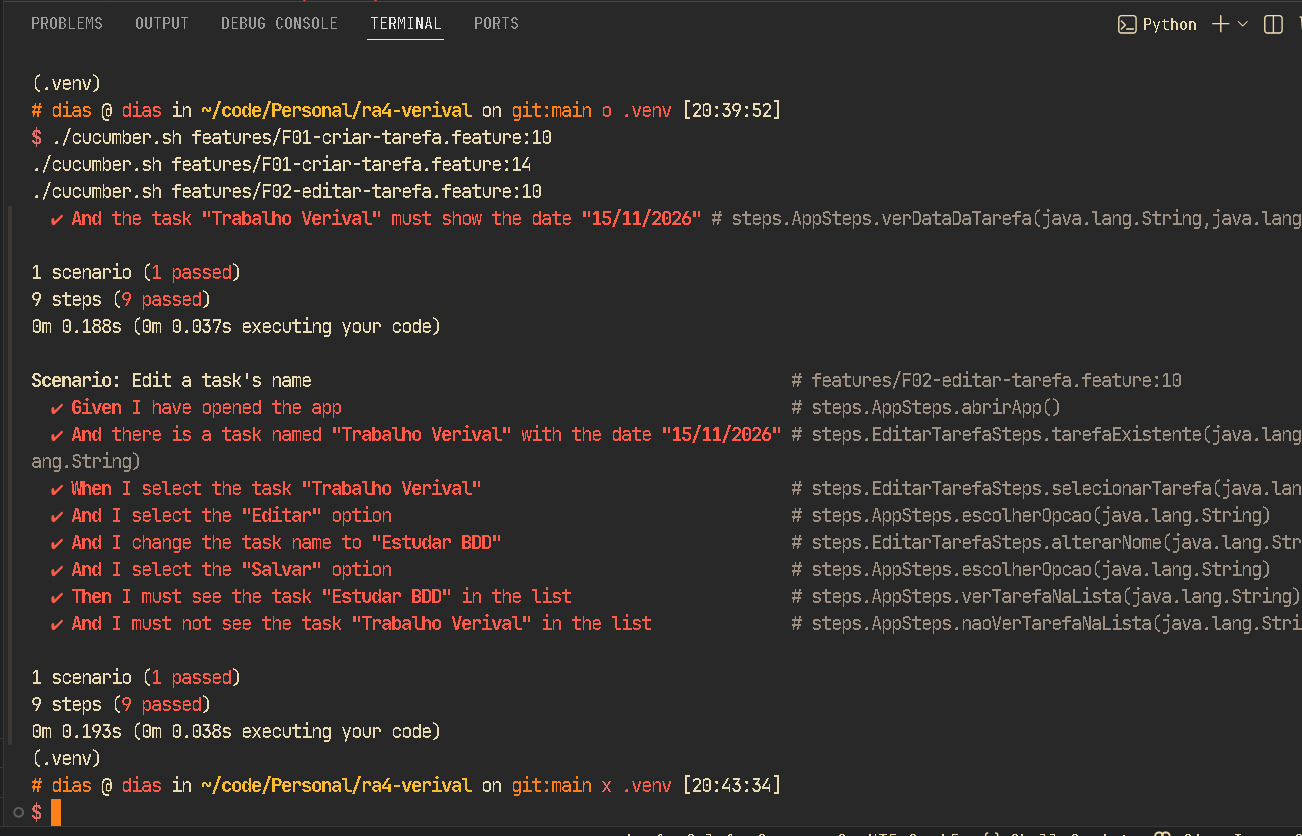 PROBLEMS OUTPUT DEBUG CONSOLE TERMINAL PORTS Python
(.venv)
# dias @ dias in ~/code/Personal/ra4-verival on git:main o .venv [20:39:52]
$ ./cucumber.sh features/F01-criar-tarefa.feature:10
./cucumber.sh features/F01-criar-tarefa.feature:14
./cucumber.sh features/F02-editar-tarefa.feature:10
✔ And the task "Trabalho Verival" must show the date "15/11/2026" # steps.AppSteps.verDataDaTarefa(java.lang.String,java.lang
1 scenario (1 passed)
9 steps (9 passed)
0m 0.188s (0m 0.037s executing your code)
Scenario: Edit a task's name # features/F02-editar-tarefa.feature:10
✔ Given I have opened the app # steps.AppSteps.abrirApp()
✔ And there is a task named "Trabalho Verival" with the date "15/11/2026" # steps.EditarTarefaSteps.tarefaExistente(java.lang
ang.String)
✔ When I select the task "Trabalho Verival" # steps.EditarTarefaSteps.selecionarTarefa(java.lan
✔ And I select the "Editar" option # steps.AppSteps.escolherOpcao(java.lang.String)
✔ And I change the task name to "Estudar BDD" # steps.EditarTarefaSteps.alterarNome(java.lang.Str
✔ And I select the "Salvar" option # steps.AppSteps.escolherOpcao(java.lang.String)
✔ Then I must see the task "Estudar BDD" in the list # steps.AppSteps.verTarefaNaLista(java.lang.String)
✔ And I must not see the task "Trabalho Verival" in the list # steps.AppSteps.naoVerTarefaNaLista(java.lang.Stri
1 scenario (1 passed)
9 steps (9 passed)
0m 0.193s (0m 0.038s executing your code)
(.venv)
# dias @ dias in ~/code/Personal/ra4-verival on git:main x .venv [20:43:34]
$